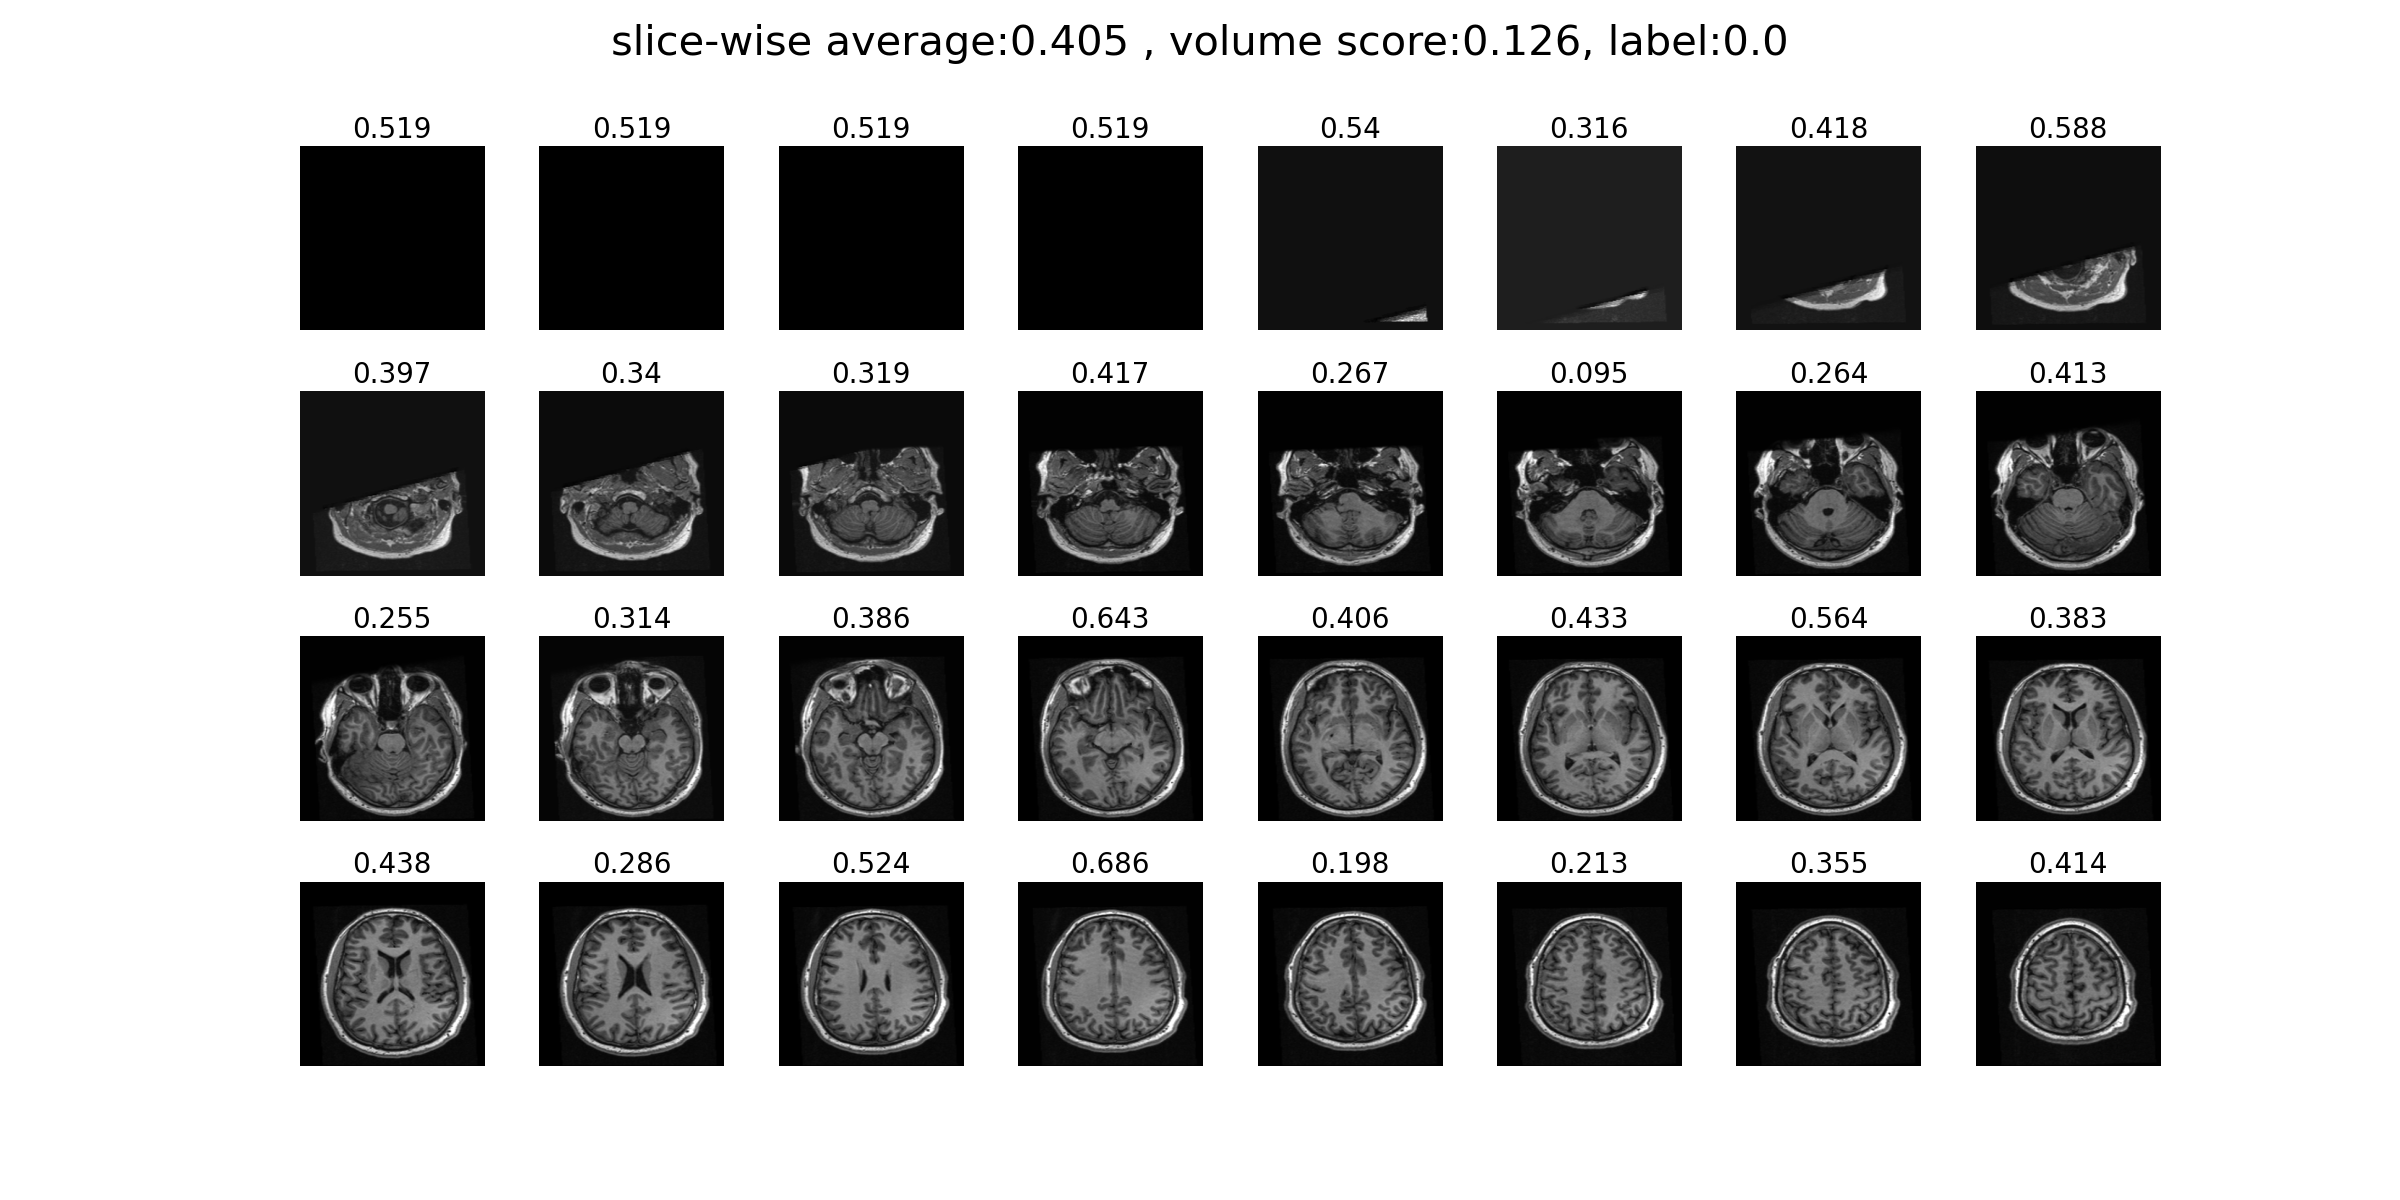 slice-wise average:0.405 , volume score:0.126, label:0.0
0.519 0.519 0.519 0.519 0.54 0.316 0.418 0.588
0.397 0.34 0.319 0.417 0.267 0.095 0.264 0.413
0.255 0.314 0.386 0.643 0.406 0.433 0.564 0.383
0.438 0.286 0.524 0.686 0.198 0.213 0.355 0.414